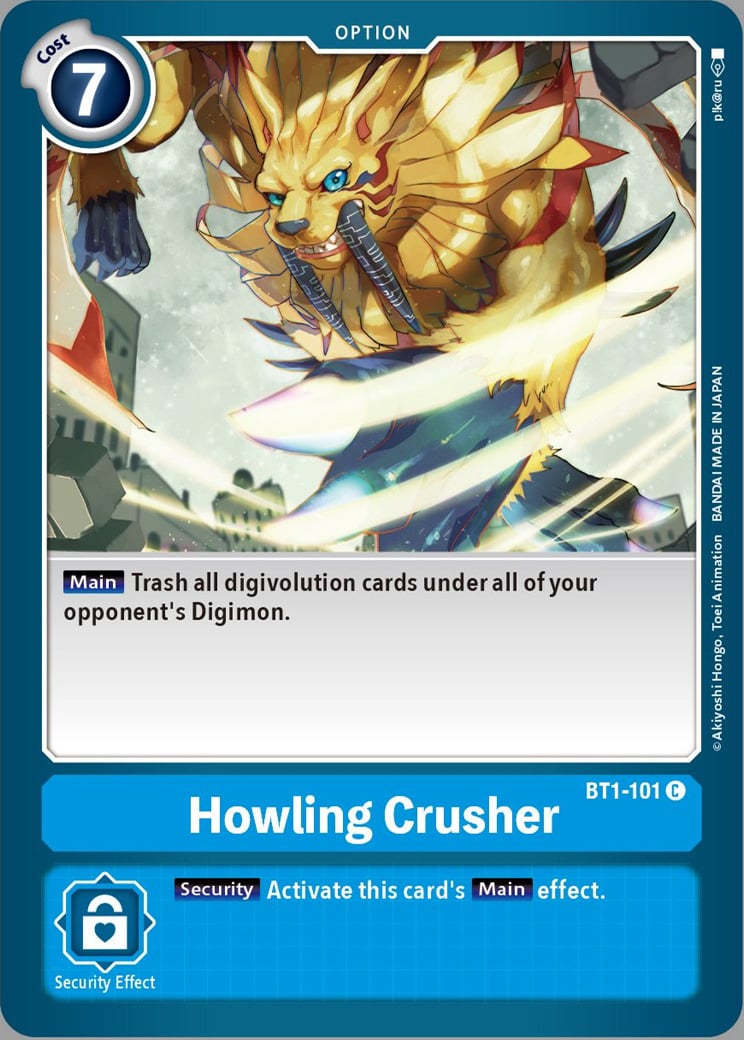 OPTION
Cost
7
p!k@ru
Main Trash all digivolution cards under all of your
opponent's Digimon.
©Akiyoshi Hongo, Toei Animation BANDAI MADE IN JAPAN
BT1-101 C
Howling Crusher
Security Activate this card's Main effect.
Security Effect